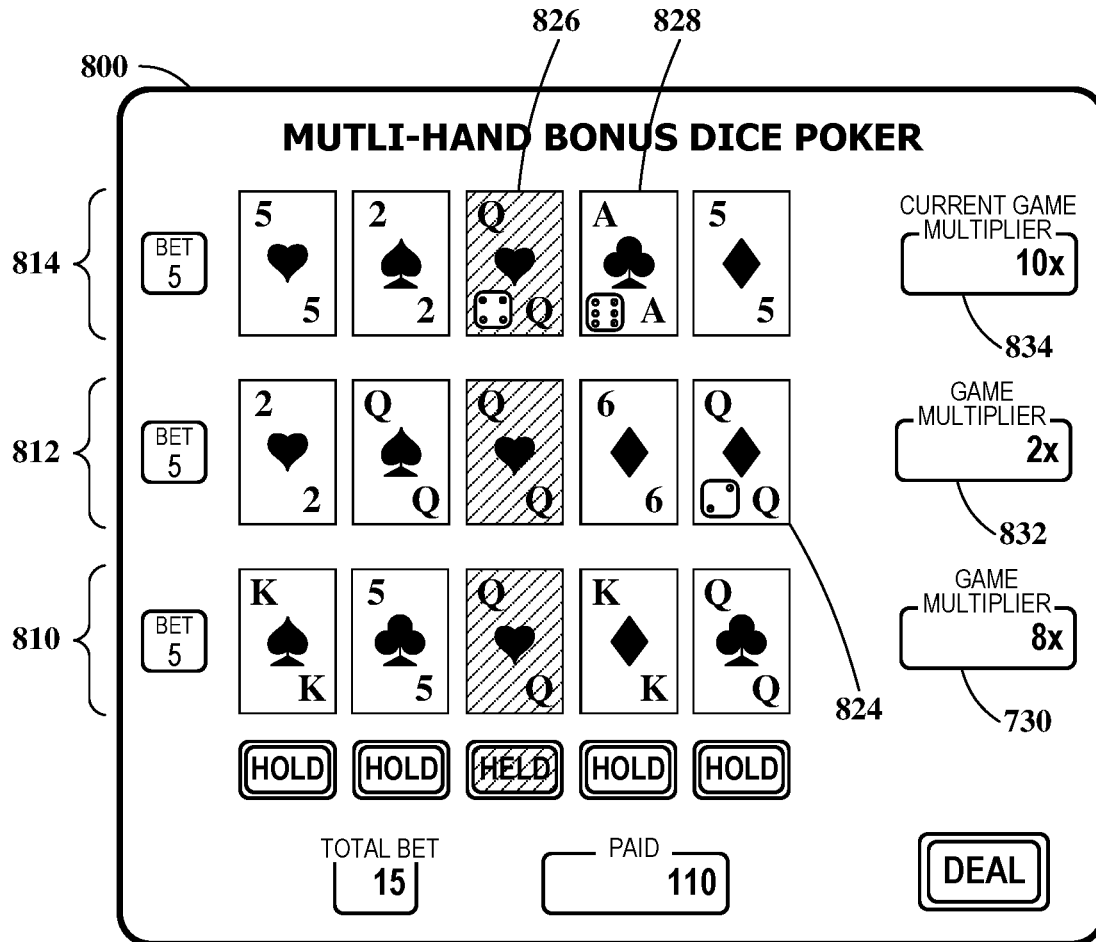 826 828
800
MUTLI-HAND BONUS DICE POKER
814
BET
5
5 5
2 2
Q Q
A A
5 5
CURRENT GAME
MULTIPLIER
10x
834
812
BET
5
2 2
Q Q
Q Q
6 6
Q Q
GAME
MULTIPLIER
2x
832
810
BET
5
K K
5 5
Q Q
K K
Q Q
824
GAME
MULTIPLIER
8x
730
HOLD HOLD HELD HOLD HOLD
TOTAL BET
15
PAID
110
DEAL